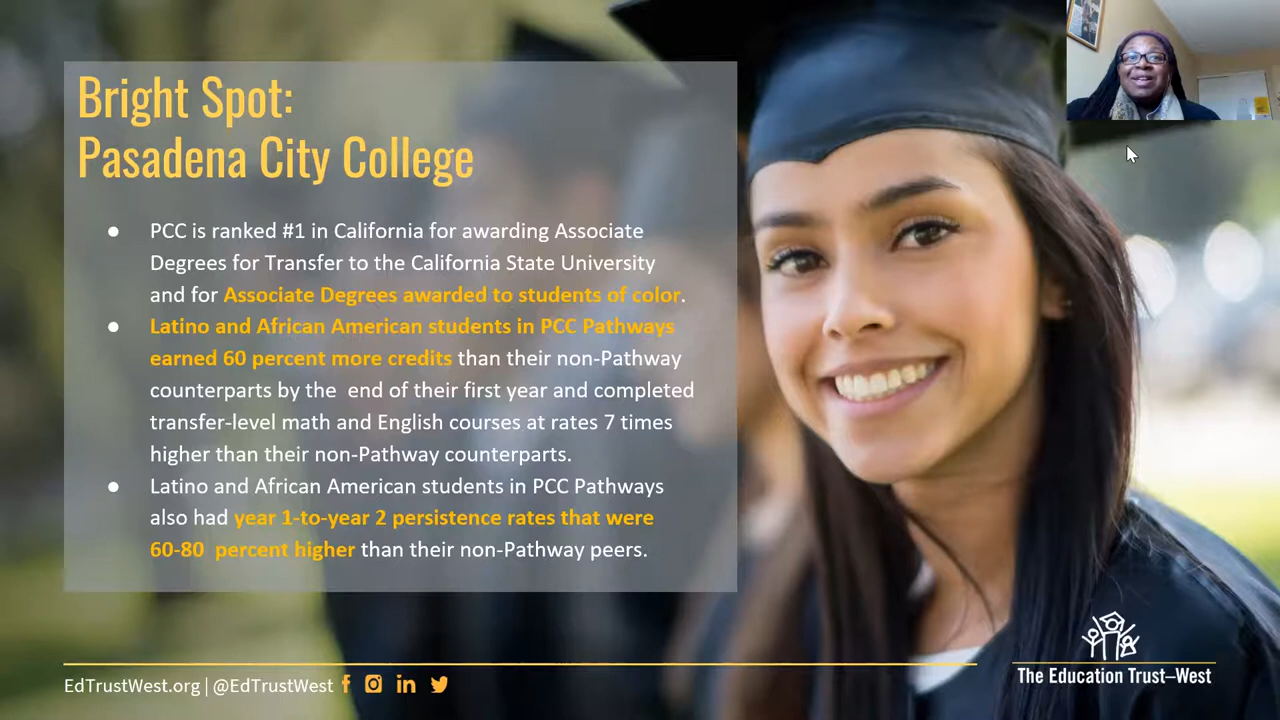 Bright Spot:
Pasadena City College
● PCC is ranked #1 in California for awarding Associate
Degrees for Transfer to the California State University
and for Associate Degrees awarded to students of color.
● Latino and African American students in PCC Pathways
earned 60 percent more credits than their non-Pathway
counterparts by the  end of their first year and completed
transfer-level math and English courses at rates 7 times
higher than their non-Pathway counterparts.
● Latino and African American students in PCC Pathways
also had year 1-to-year 2 persistence rates that were
60-80  percent higher than their non-Pathway peers.
EdTrustWest.org | @EdTrustWest
The Education Trust–West